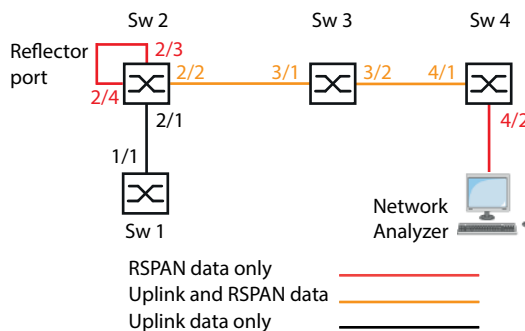 Sw 2
Sw 3
Sw 4
Reflector
port
2/3
2/4
2/2
3/1
3/2
4/1
2/1
4/2
1/1
Sw 1
Network
Analyzer
RSPAN data only
Uplink and RSPAN data
Uplink data only